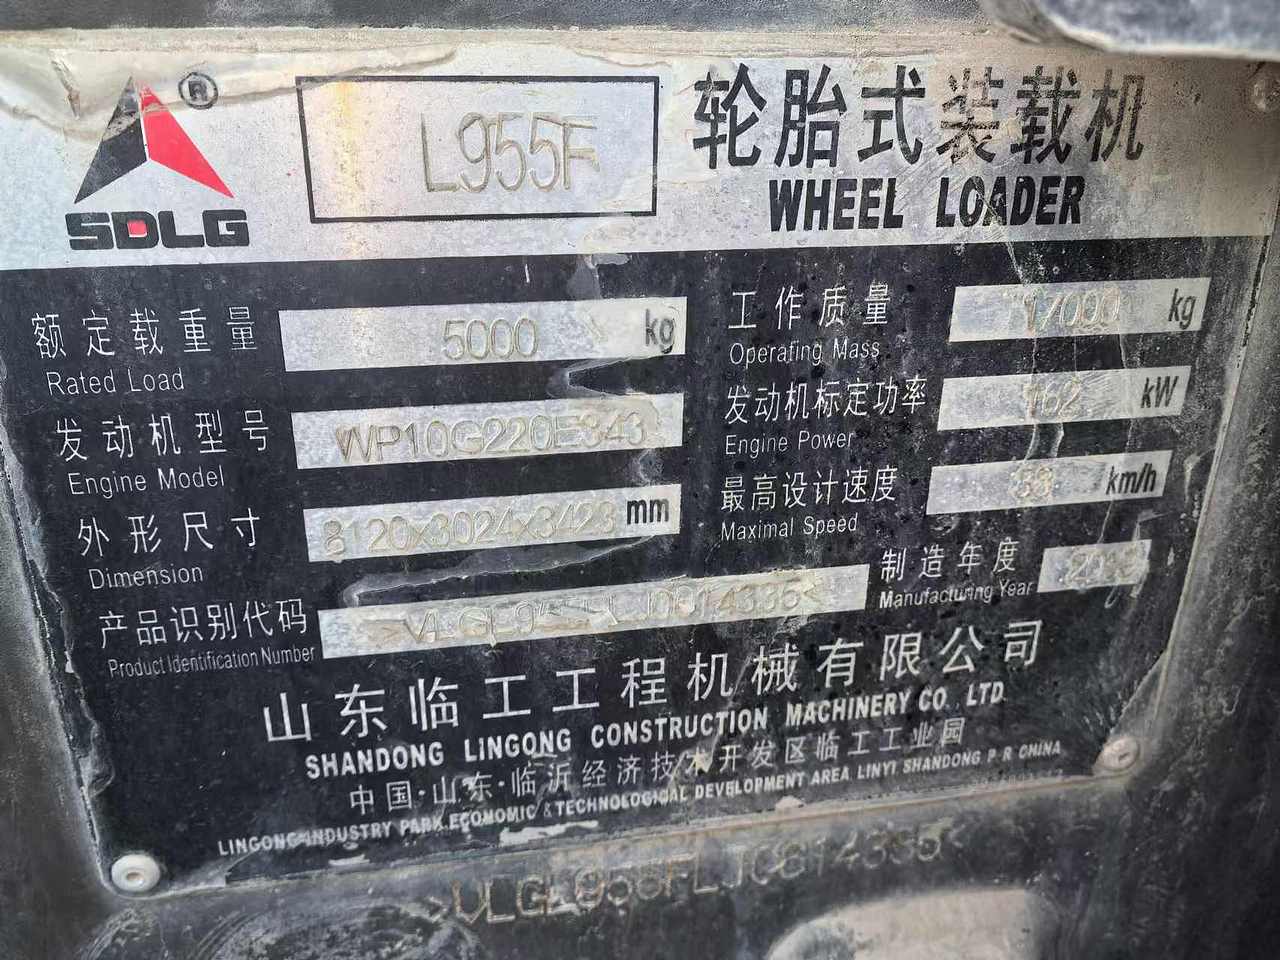 ®
SDLG
L955F
轮胎式装载机
WHEEL LOADER
额定载重量 5000 kg
Rated Load
工作质量 17000 kg
Operating Mass
发动机型号 WP10G220E343
Engine Model
发动机标定功率 162 kW
Engine Power
外形尺寸 8120x3024x3423 mm
Dimension
最高设计速度 38 km/h
Maximal Speed
产品识别代码
Product Identification Number
制造年度
Manufacturing Year
山东临工工程机械有限公司
SHANDONG LINGONG CONSTRUCTION MACHINERY CO. LTD
中国·山东·临沂经济技术开发区临工工业园
LINGONG INDUSTRY PARK,ECONOMIC & TECHNOLOGICAL DEVELOPMENT AREA LINYI SHANDONG P R CHINA